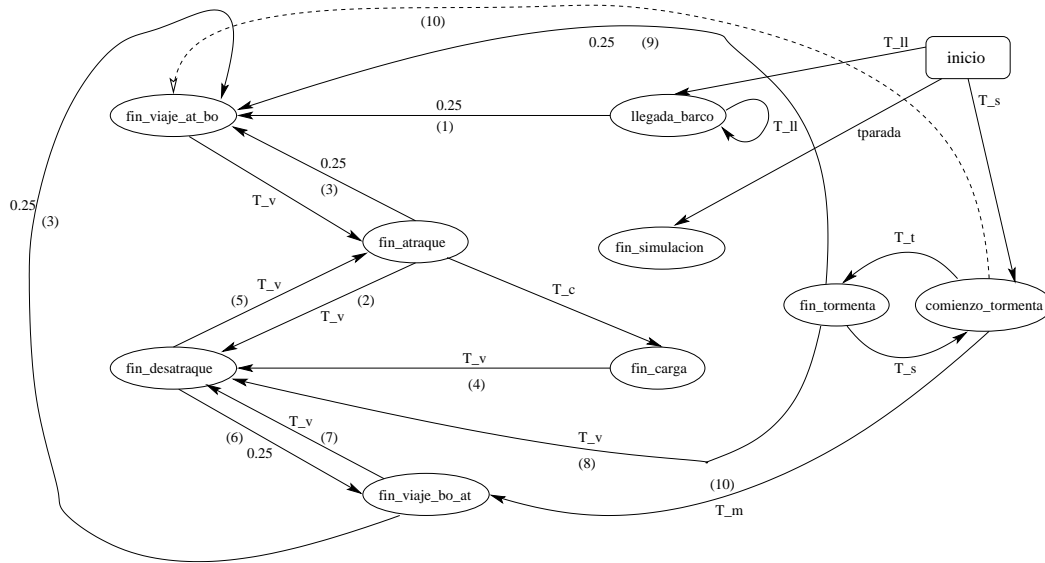 (10)
0.25
(9)
T_ll
inicio
fin_viaje_at_bo
0.25
(1)
llegada_barco
T_ll
T_s
tparada
0.25
(3)
T_v
0.25
(3)
fin_atraque
fin_simulacion
T_t
T_v
(5)
(2)
T_v
T_c
fin_tormenta
comienzo_tormenta
fin_desatraque
T_v
(4)
fin_carga
T_s
T_v
(7)
(6)
0.25
T_v
(8)
fin_viaje_bo_at
(10)
T_m